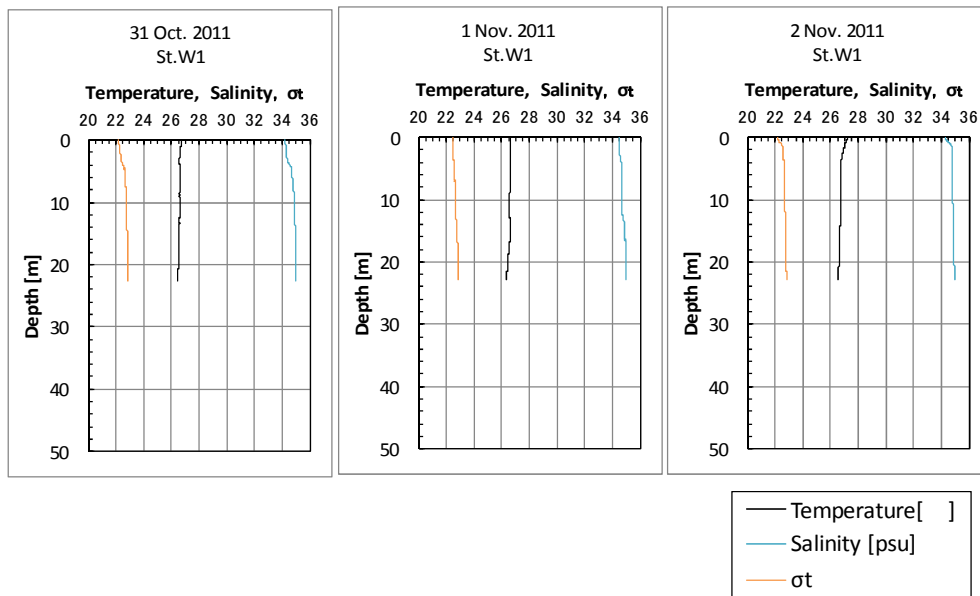 31 Oct. 2011
St.W1
Temperature, Salinity, σt
20 22 24 26 28 30 32 34 36
0
10
20
30
40
50
Depth [m]
1 Nov. 2011
St.W1
Temperature, Salinity, σt
20 22 24 26 28 30 32 34 36
0
10
20
30
40
50
Depth [m]
2 Nov. 2011
St.W1
Temperature, Salinity, σt
20 22 24 26 28 30 32 34 36
0
10
20
30
40
50
Depth [m]
Temperature[ ]
Salinity [psu]
σt